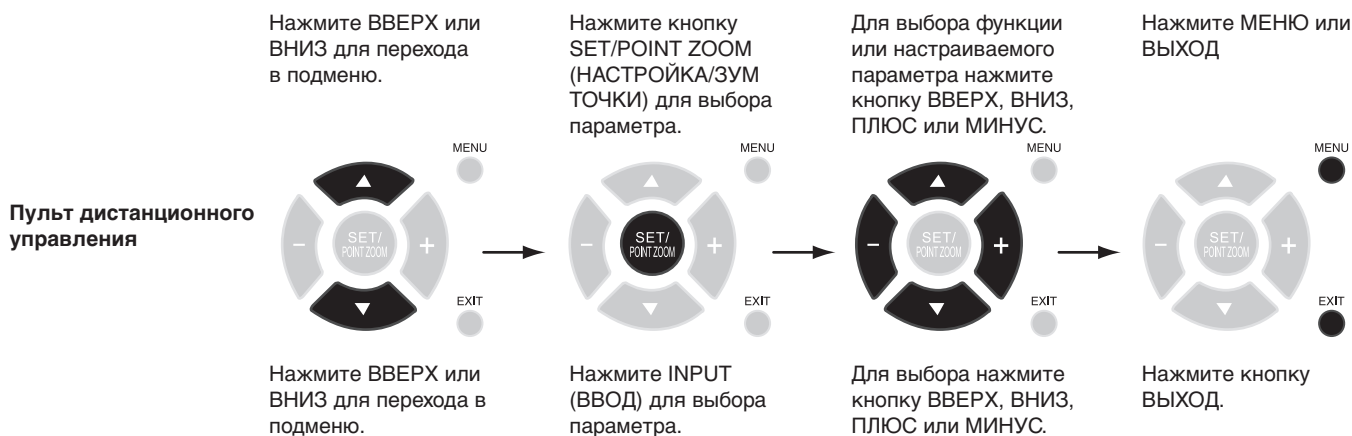 Нажмите ВВЕРХ или
ВНИЗ для перехода
в подменю.
Нажмите кнопку
SET/POINT ZOOM
(НАСТРОЙКА/ЗУМ
ТОЧКИ) для выбора
параметра.
Для выбора функции
или настраиваемого
параметра нажмите
кнопку ВВЕРХ, ВНИЗ,
ПЛЮС или МИНУС.
Нажмите МЕНЮ или
ВЫХОД
Пульт дистанционного
управления
MENU
SET/
POINT ZOOM
EXIT
MENU
SET/
POINT ZOOM
EXIT
MENU
SET/
POINT ZOOM
EXIT
MENU
SET/
POINT ZOOM
EXIT
Нажмите ВВЕРХ или
ВНИЗ для перехода в
подменю.
Нажмите INPUT
(ВВОД) для выбора
параметра.
Для выбора нажмите
кнопку ВВЕРХ, ВНИЗ,
ПЛЮС или МИНУС.
Нажмите кнопку
ВЫХОД.